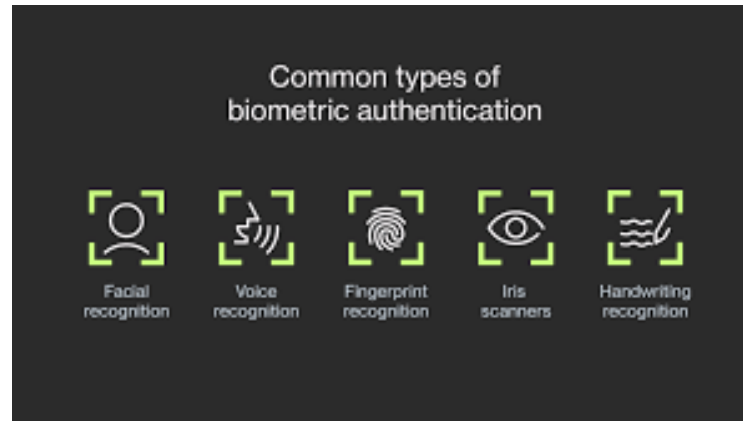 Common types of
biometric authentication
Facial
recognition
Voice
recognition
Fingerprint
recognition
Iris
scanners
Handwriting
recognition